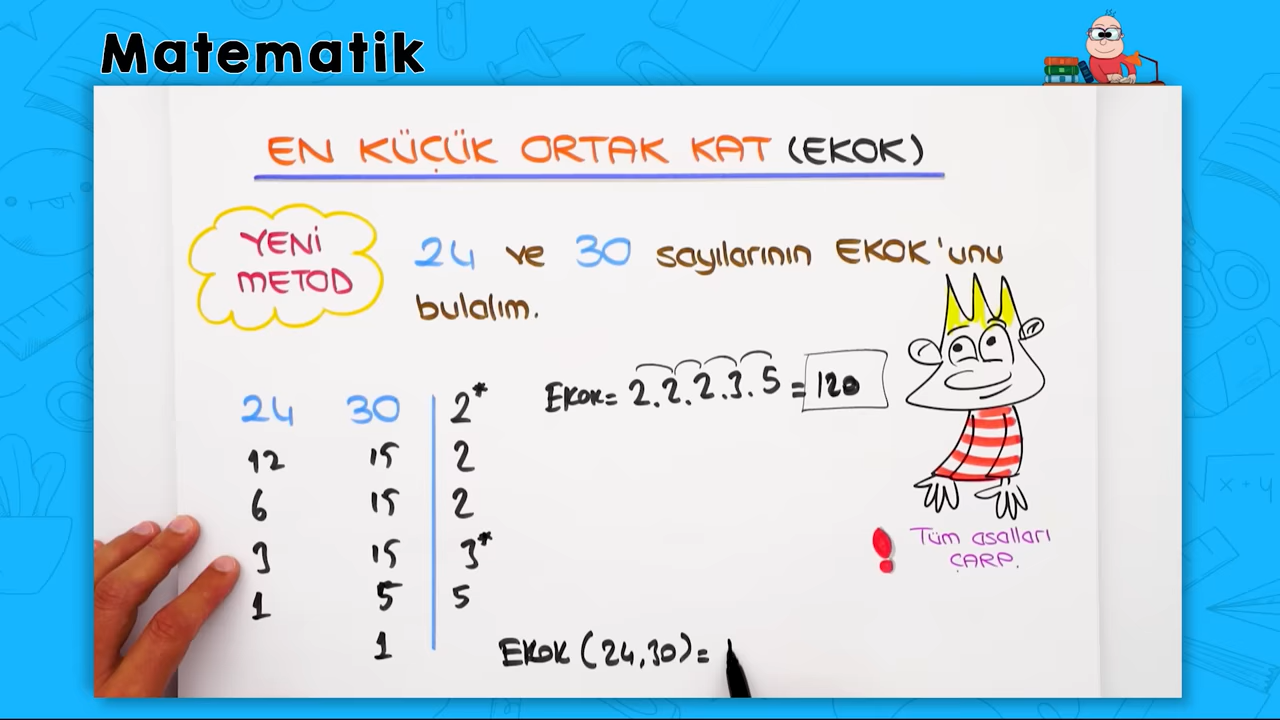 Matematik
EN KÜÇÜK ORTAK KAT (EKOK)
YENİ
METOD
24 ve 30 sayılarının EKOK'unu
bulalım.
EKOK= 2.2.2.3.5 = 120
24 30 2*
12 15 2
6 15 2
3 15 3*
1 5 5
1
Tüm asalları
ÇARP.
EKOK (24,30)=
x+y